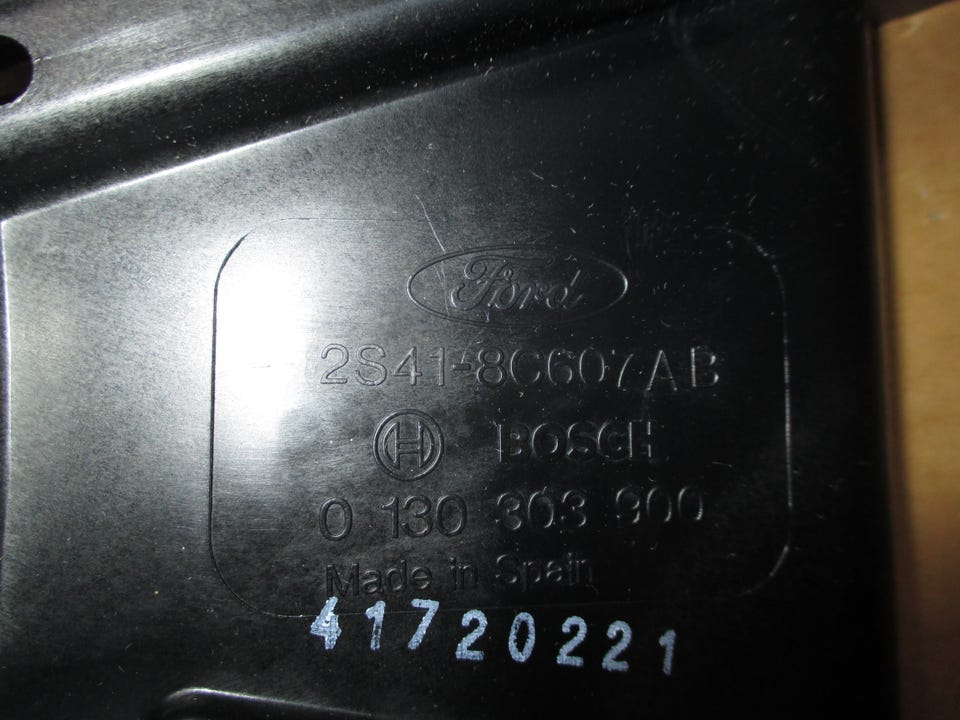 Ford
2S41-8C607AB
BOSCH
0 130 303 900
Made in Spain
41720221